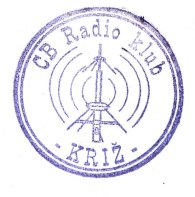 CB Radio klub
- KRIŽ -